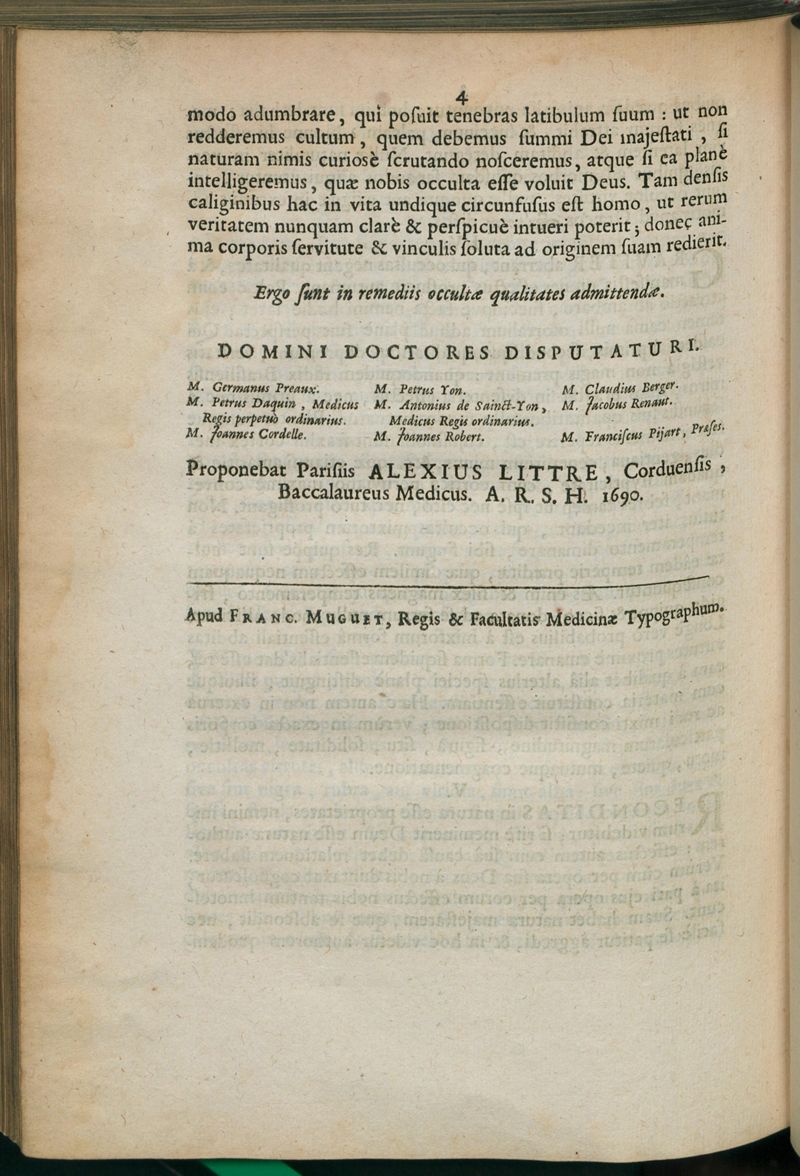 4
modo adumbrare, qui poſuit tenebras latibulum ſuum : ut non
redderemus cultum, quem debemus ſummi Dei majeſtati, ſi
naturam nimis curiosè ſcrutando noſceremus, atque ſi ea planè
intelligeremus, quæ nobis occulta eſſe voluit Deus. Tam denſis
caliginibus hac in vita undique circunfuſus eſt homo, ut rerum
veritatem nunquam clarè & perſpicuè intueri poterit; donec ani-
ma corporis ſervitute & vinculis ſoluta ad originem ſuam redierit.
Ergo ſunt in remediis occultæ qualitates admittendæ.
DOMINI DOCTORES DISPUTATURI.
M. Germanus Preaux. M. Petrus Yon. M. Claudius Berger.
M. Petrus Daquin, Medicus M. Antonius de Sainct-Yon, M. Jacobus Renaut.
Regis perpetuò ordinarius. Medicus Regis ordinarius.
M. Joannes Cordelle. M. Joannes Robert. M. Franciſcus Pijart, Præſes.
Proponebat Pariſiis ALEXIUS LITTRE, Corduenſis,
Baccalaureus Medicus. A. R. S. H. 1690.
Apud FRANC. MUGUET, Regis & Facultatis Medicinæ Typographum.